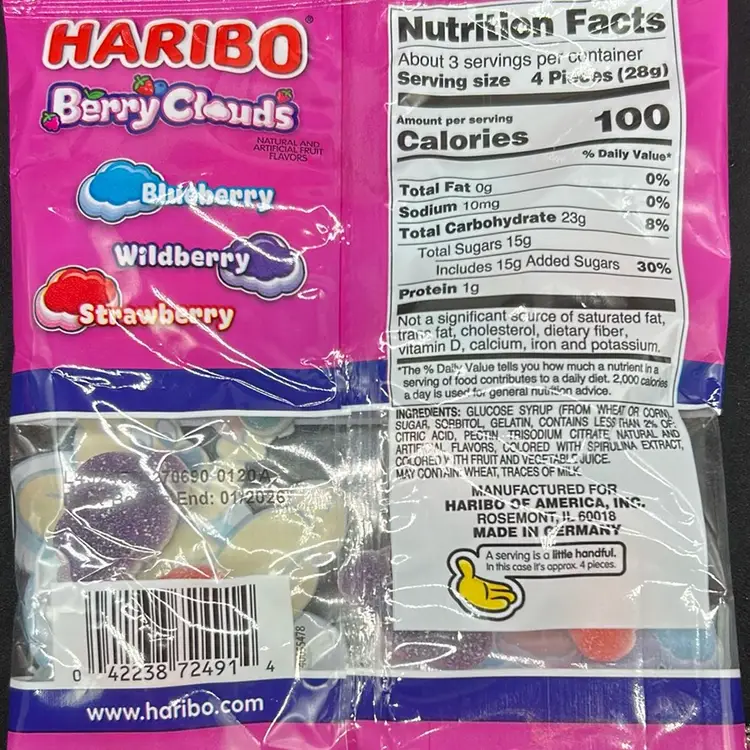 HARIBO®
Berry Clouds
NATURAL AND
ARTIFICIAL FRUIT
FLAVORS
Blueberry
Wildberry
Strawberry
Nutrition Facts
About 3 servings per container
Serving size 4 Pieces (28g)
Amount per serving
Calories 100
% Daily Value*
Total Fat 0g 0%
Sodium 10mg 0%
Total Carbohydrate 23g 8%
Total Sugars 15g
Includes 15g Added Sugars 30%
Protein 1g
Not a significant source of saturated fat,
trans fat, cholesterol, dietary fiber,
vitamin D, calcium, iron and potassium.
*The % Daily Value tells you how much a nutrient in a
serving of food contributes to a daily diet. 2,000 calories
a day is used for general nutrition advice.
INGREDIENTS: GLUCOSE SYRUP (FROM WHEAT OR CORN),
SUGAR, SORBITOL, GELATIN, CONTAINS LESS THAN 2% OF:
CITRIC ACID, PECTIN, TRISODIUM CITRATE, NATURAL AND
ARTIFICIAL FLAVORS, COLORED WITH SPIRULINA EXTRACT,
COLORED WITH FRUIT AND VEGETABLE JUICE.
MAY CONTAIN: WHEAT, TRACES OF MILK.
MANUFACTURED FOR
HARIBO OF AMERICA, INC.
ROSEMONT, IL 60018
MADE IN GERMANY
A serving is a little handful.
In this case it's approx. 4 pieces.
70690-0120A
End: 01/2026
0 42238 72491 4
www.haribo.com